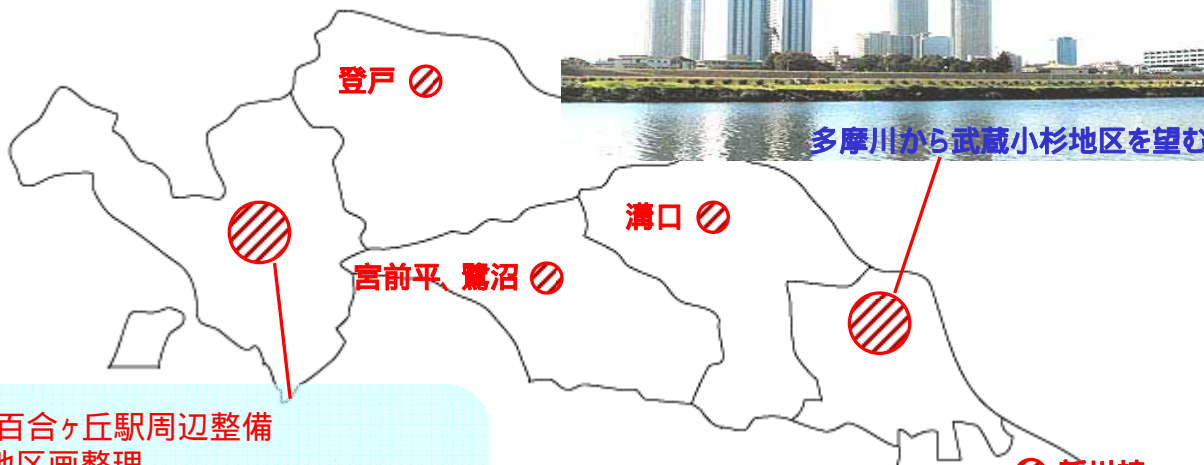 登戸
多摩川から武蔵小杉地区を望む
溝口
宮前平、鷺沼
百合ヶ丘駅周辺整備